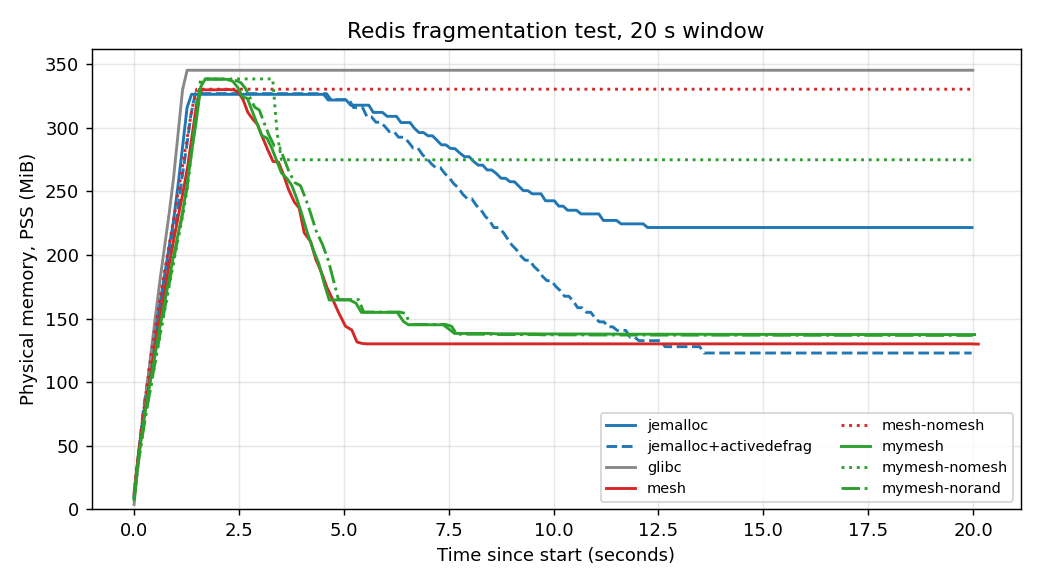 Redis fragmentation test, 20 s window
Physical memory, PSS (MiB)
350
300
250
200
150
100
50
0
0.0 2.5 5.0 7.5 10.0 12.5 15.0 17.5 20.0
Time since start (seconds)
jemalloc
jemalloc+activedefrag
glibc
mesh
mesh-nomesh
mymesh
mymesh-nomesh
mymesh-norand